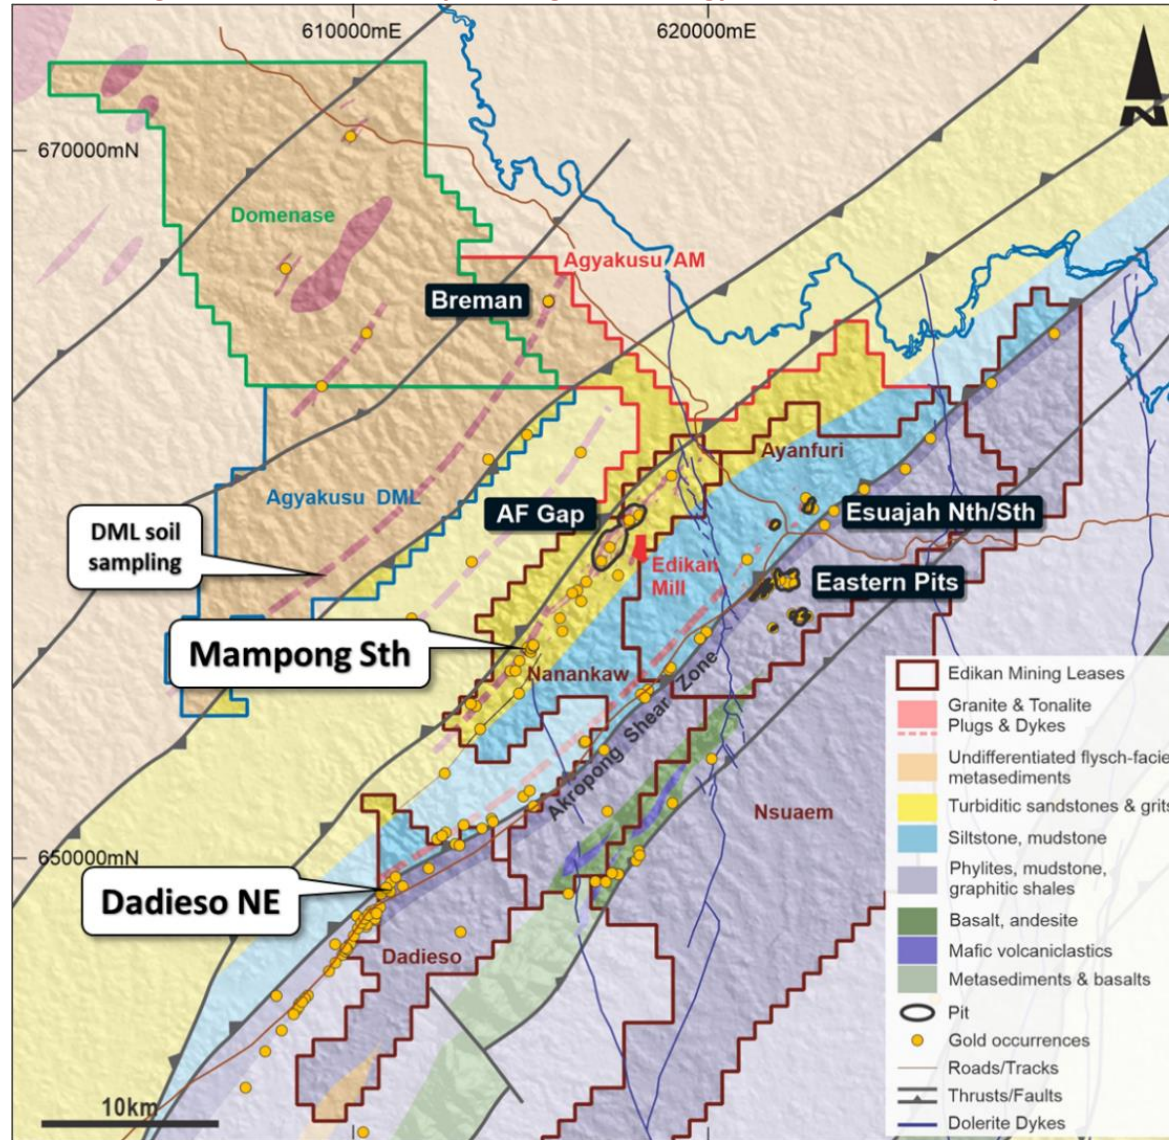 610000mE
620000mE
670000mN
Domenase
Agyakusu AM
Breman
Ayanfuri
Agyakusu DML
AF Gap
Esuajah Nth/Sth
DML soil
sampling
Edikan
Mill
Eastern Pits
Mampong Sth
Nanankaw
Akropong Shear Zone
Nsuaem
650000mN
Dadieso NE
Dadieso
10km
N
Edikan Mining Leases
Granite & Tonalite
Plugs & Dykes
Undifferentiated flysch-facie
metasediments
Turbiditic sandstones & grits
Siltstone, mudstone
Phylites, mudstone,
graphitic shales
Basalt, andesite
Mafic volcaniclastics
Metasediments & basalts
Pit
Gold occurrences
Roads/Tracks
Thrusts/Faults
Dolerite Dykes